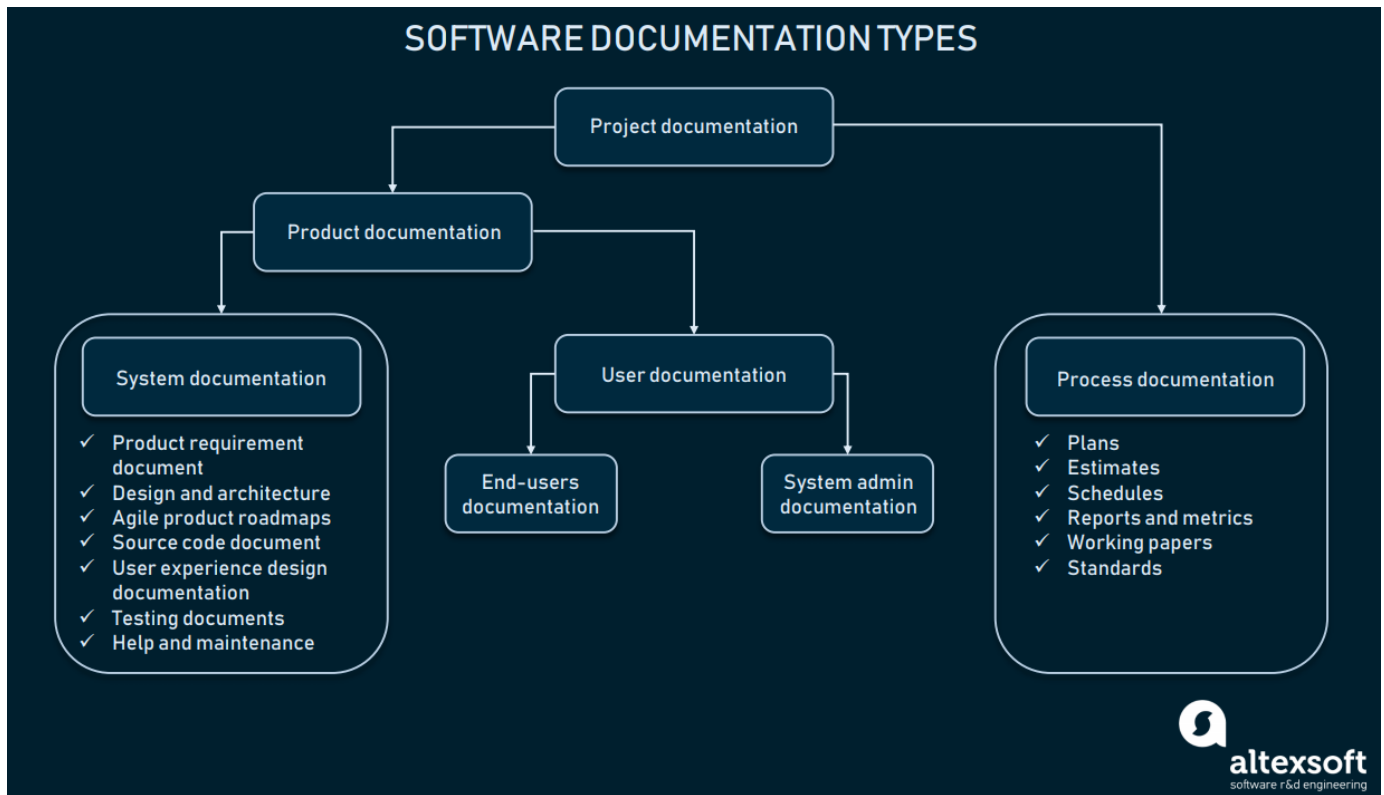 SOFTWARE DOCUMENTATION TYPES
Project documentation
Product documentation
System documentation
Product requirement
document
Design and architecture
Agile product roadmaps
Source code document
User experience design
documentation
Testing documents
Help and maintenance
User documentation
End-users
documentation
System admin
documentation
Process documentation
Plans
Estimates
Schedules
Reports and metrics
Working papers
Standards
altexsoft
software r&d engineering